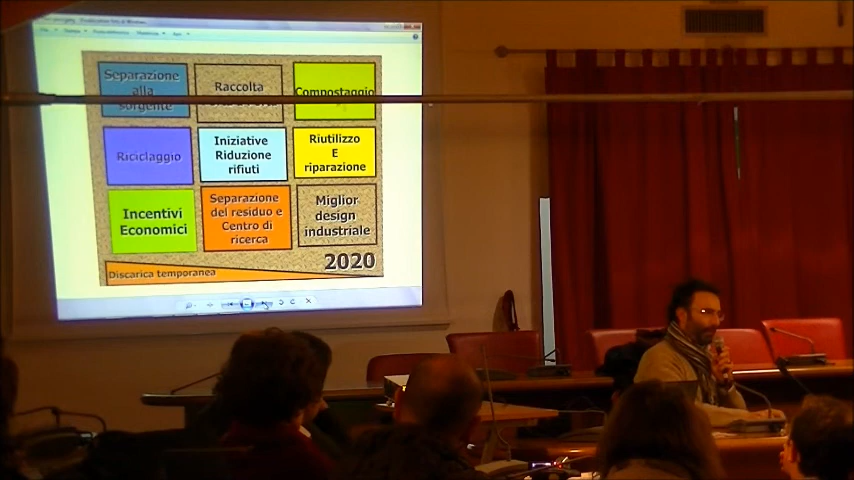 Separazione
alla
sorgente
Raccolta
Compostaggio
Riciclaggio
Iniziative
Riduzione
rifiuti
Riutilizzo
E
riparazione
Incentivi
Economici
Separazione
del residuo e
Centro di
ricerca
Miglior
design
industriale
2020
Discarica temporanea